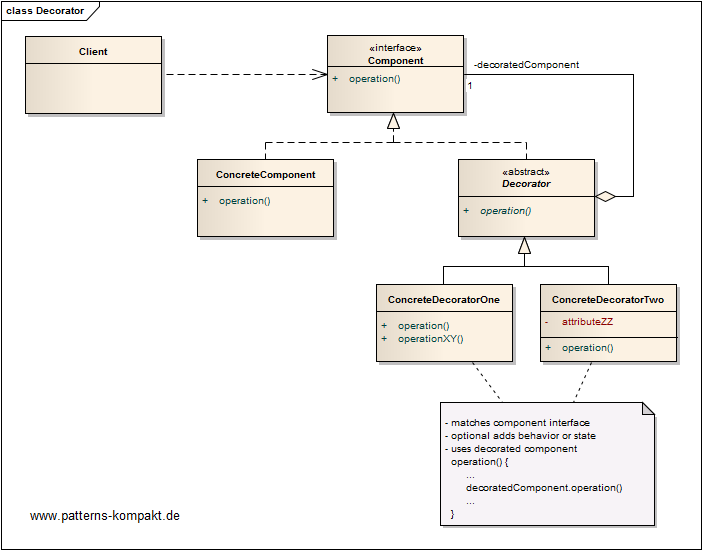 class Decorator
Client
«interface»
Component
+ operation()
-decoratedComponent
1
ConcreteComponent
+ operation()
«abstract»
Decorator
+ operation()
ConcreteDecoratorOne
+ operation()
+ operationXY()
ConcreteDecoratorTwo
- attributeZZ
+ operation()
- matches component interface
- optional adds behavior or state
- uses decorated component
operation() {
...
decoratedComponent.operation()
...
}
www.patterns-kompakt.de